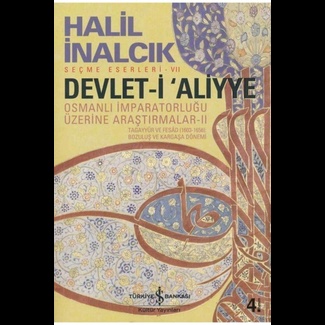 HALİL
İNALCIK
SEÇME ESERLERİ - VII
DEVLET-İ ‘ALİYYE
OSMANLI İMPARATORLUĞU
ÜZERİNE ARAŞTIRMALAR-II
TAGAYYÜR VE FESÂD (1603-1656):
BOZULUŞ VE KARGAŞA DÖNEMİ
TÜRKİYE İŞ BANKASI
Kültür Yayınları
4.